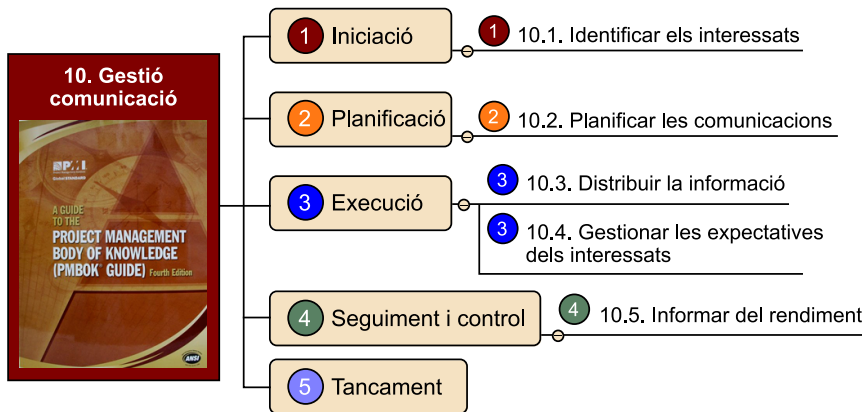 10. Gestió
comunicació
PMI
A GUIDE
TO THE
PROJECT MANAGEMENT
BODY OF KNOWLEDGE
(PMBOK® GUIDE) Fourth Edition
ANSI
1 Iniciació
1 10.1. Identificar els interessats
2 Planificació
2 10.2. Planificar les comunicacions
3 Execució
3 10.3. Distribuir la informació
3 10.4. Gestionar les expectatives
dels interessats
4 Seguiment i control
4 10.5. Informar del rendiment
5 Tancament